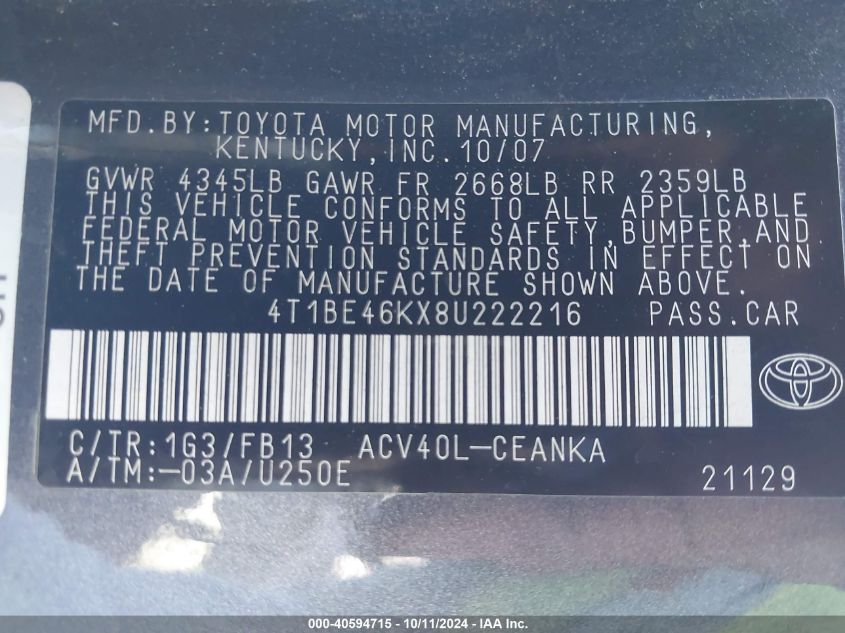 MFD.BY:TOYOTA MOTOR MANUFACTURING,
KENTUCKY,INC.10/07
GVWR 4345LB GAWR FR 2668LB RR 2359LB
THIS VEHICLE CONFORMS TO ALL APPLICABLE
FEDERAL MOTOR VEHICLE SAFETY,BUMPER,AND
THEFT PREVENTION STANDARDS IN EFFECT ON
THE DATE OF MANUFACTURE SHOWN ABOVE.
4T1BE46KX8U222216 PASS.CAR
C/TR:1G3/FB13 ACV40L-CEANKA
A/TM:-03A/U250E 21129
000-40594715 - 10/11/2024 - IAA Inc.